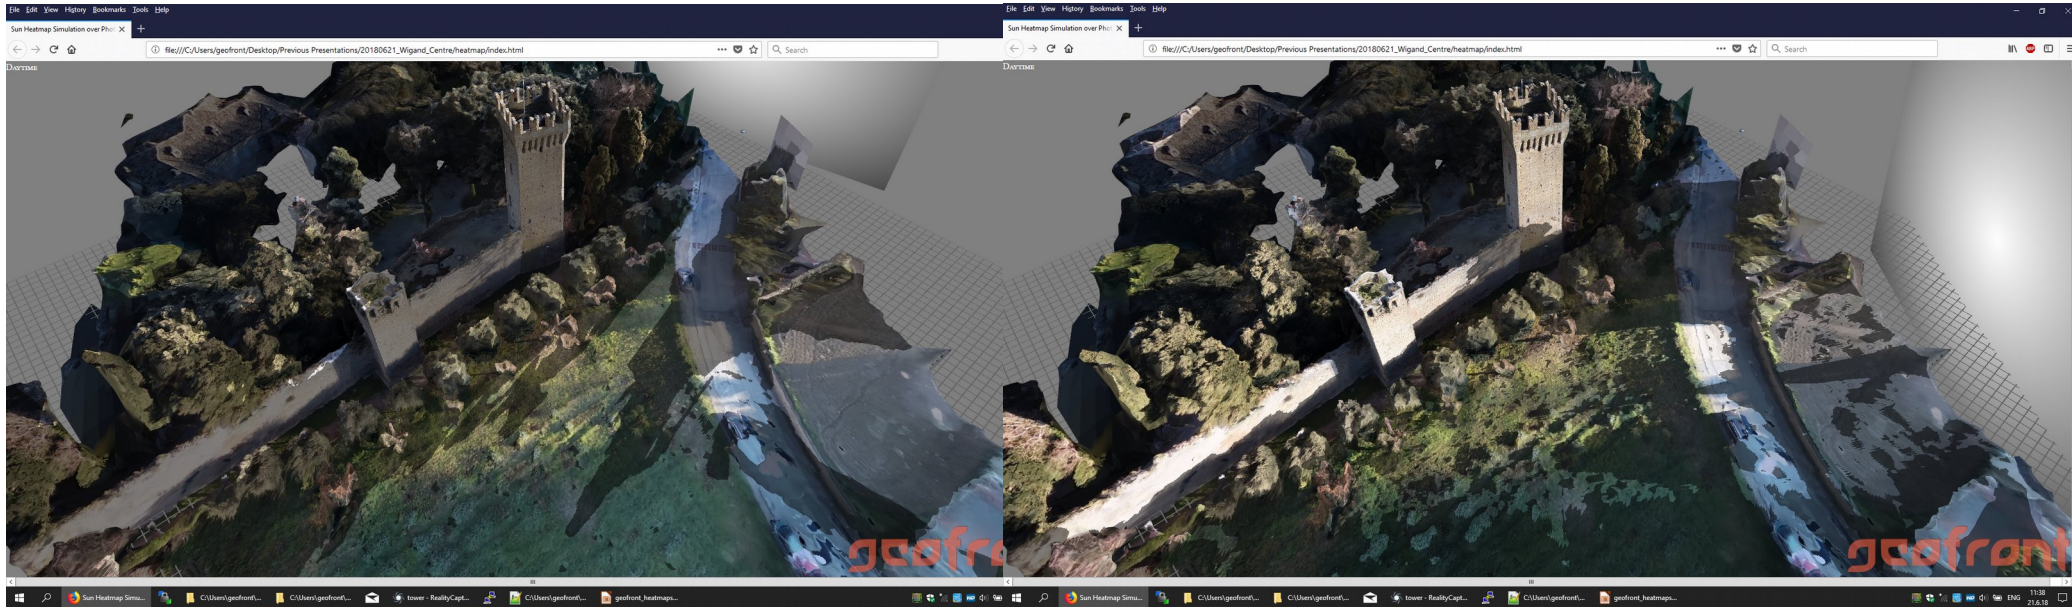 File Edit View History Bookmarks Tools Help
Sun Heatmap Simulation over Phot
file:///C:/Users/geofront/Desktop/Previous Presentations/20180621_Wigand_Centre/heatmap/index.html
Search
Daytime
geofro
Sun Heatmap Simu...
C:\Users\geofront\...
C:\Users\geofront\...
tower - RealityCapt...
C:\Users\geofront\...
geofront_heatmaps...
File Edit View History Bookmarks Tools Help
Sun Heatmap Simulation over Phot
file:///C:/Users/geofront/Desktop/Previous Presentations/20180621_Wigand_Centre/heatmap/index.html
Search
Daytime
geofront
Sun Heatmap Simu...
C:\Users\geofront\...
C:\Users\geofront\...
tower - RealityCapt...
C:\Users\geofront\...
geofront_heatmaps...
ENG
11:38
21.6.18